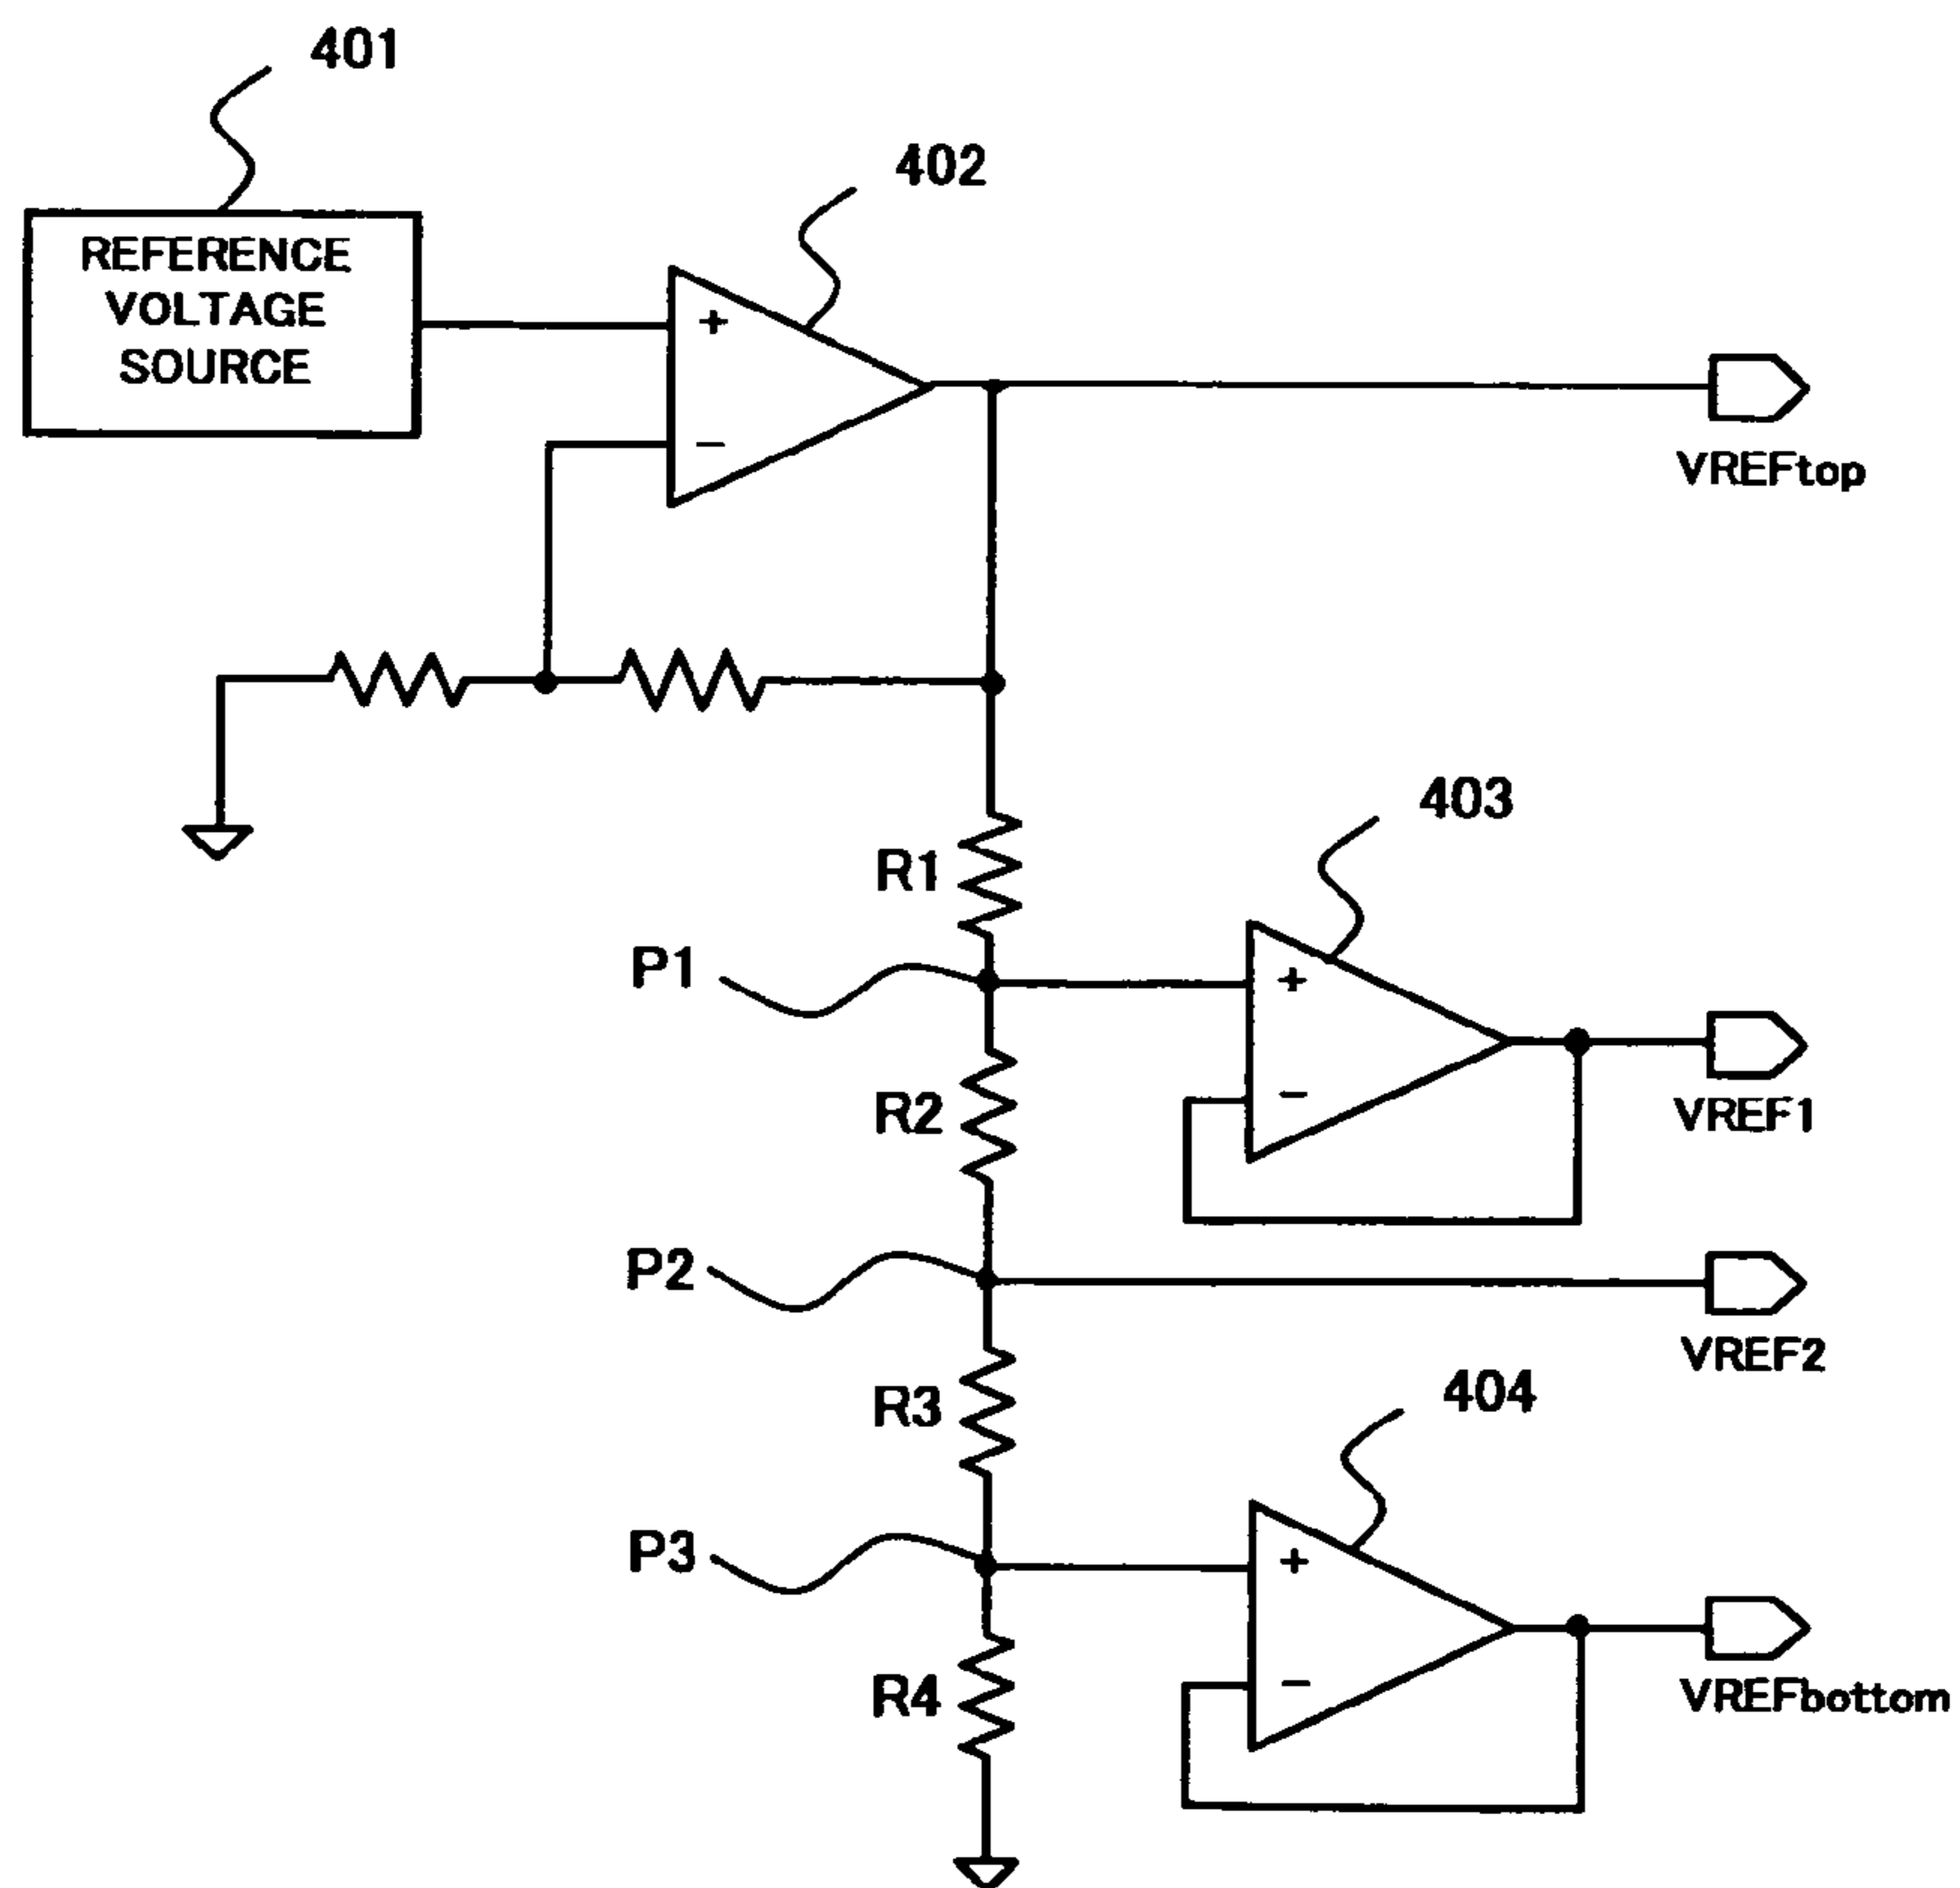 401
402
REFERENCE
VOLTAGE
SOURCE
+
−
VREFtop
403
R1
P1
+
−
R2
VREF1
P2
VREF2
404
R3
P3
+
−
R4
VREFbottom